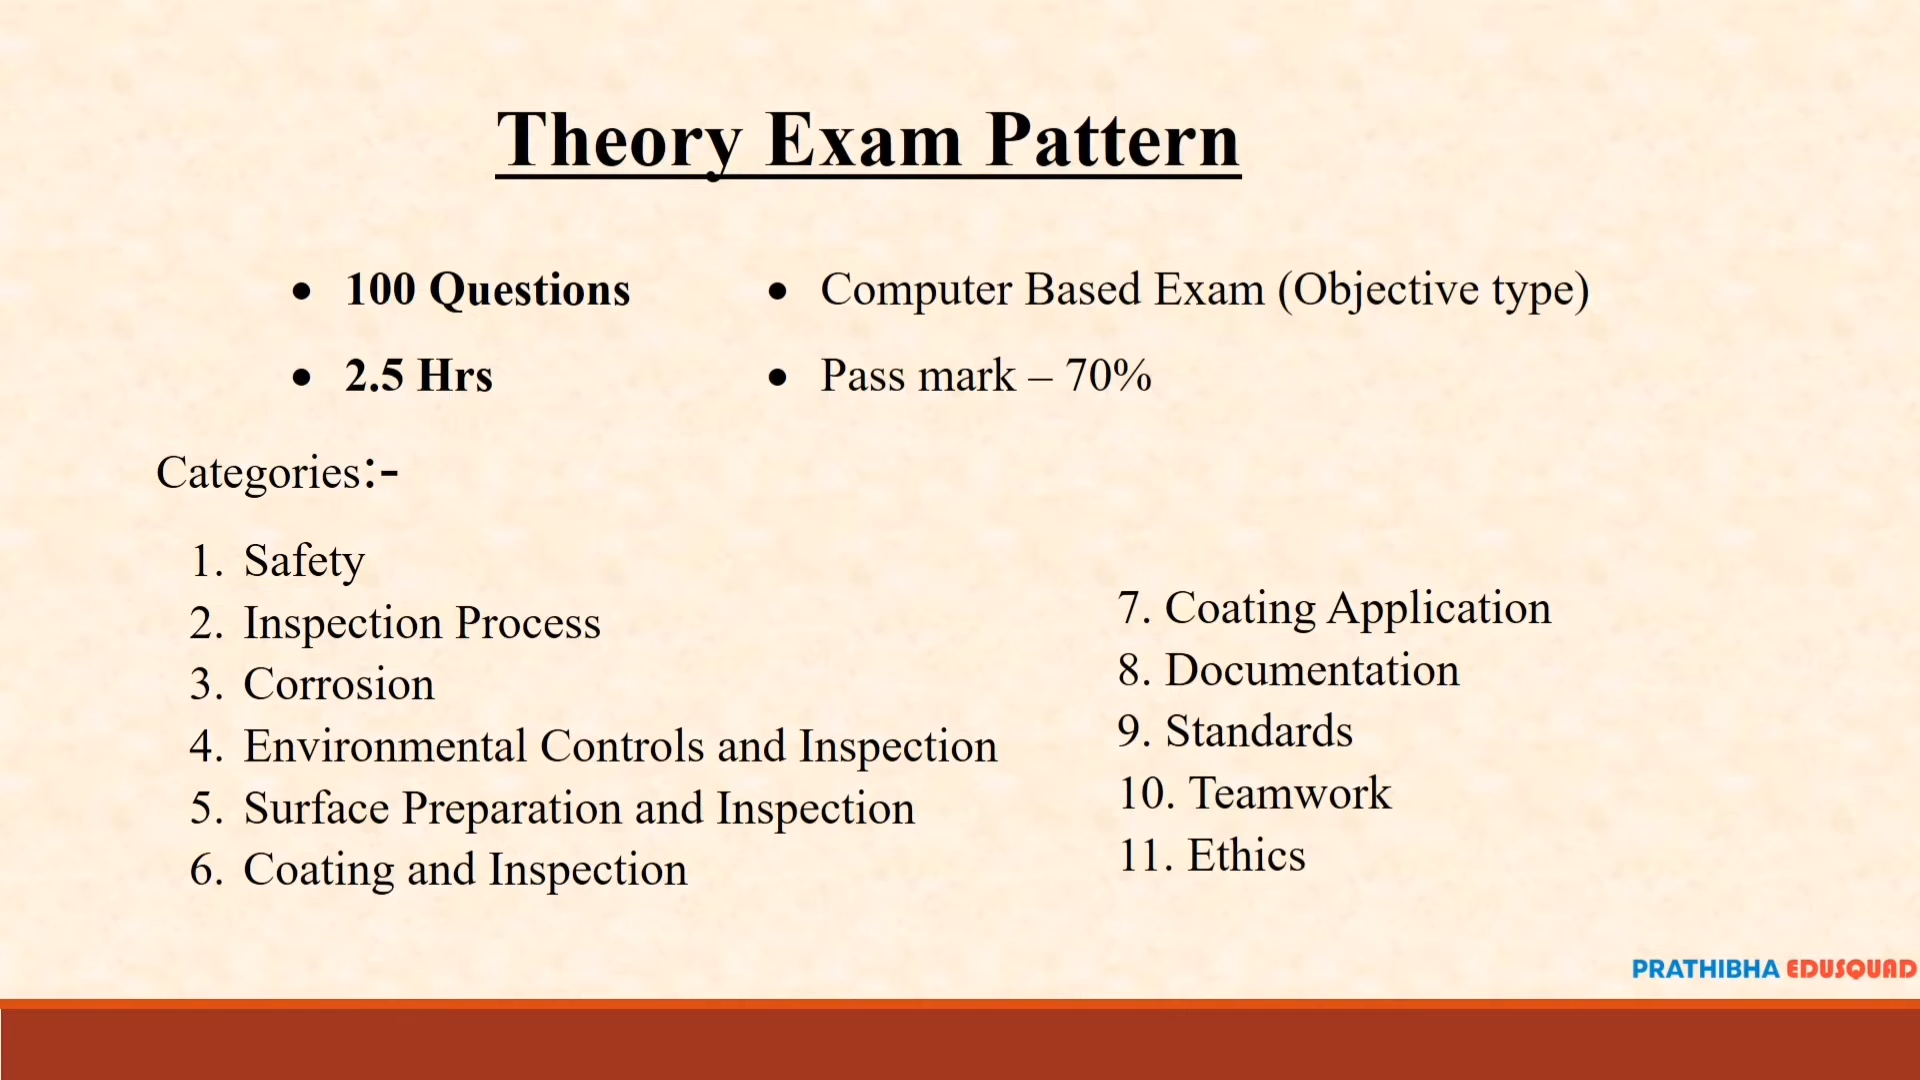 Theory Exam Pattern
• 100 Questions
• 2.5 Hrs
• Computer Based Exam (Objective type)
• Pass mark – 70%
Categories:-
1. Safety
2. Inspection Process
3. Corrosion
4. Environmental Controls and Inspection
5. Surface Preparation and Inspection
6. Coating and Inspection
7. Coating Application
8. Documentation
9. Standards
10. Teamwork
11. Ethics
PRATHIBHA EDUSQUAD